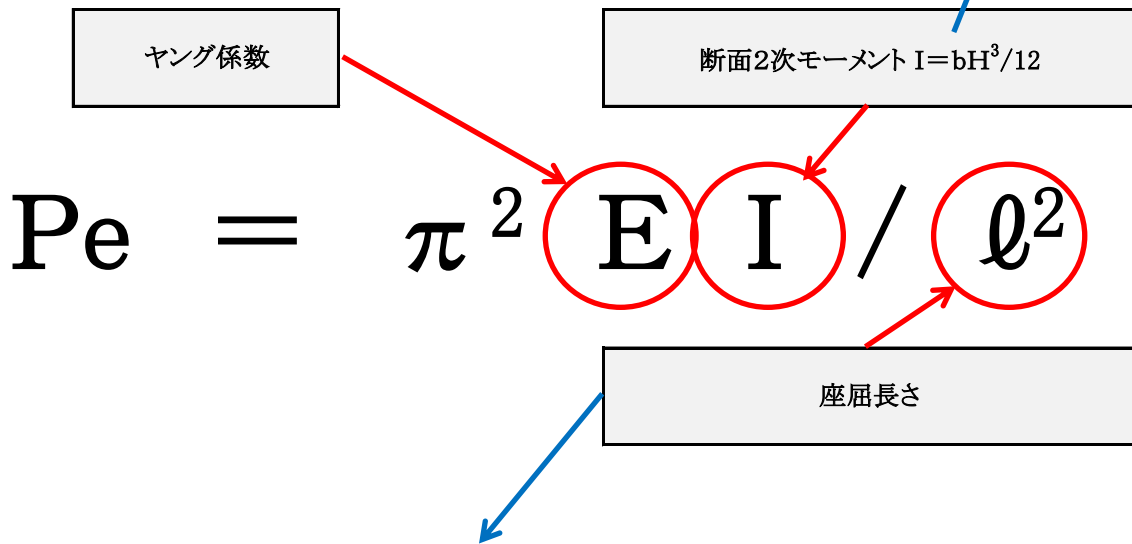 ヤング係数
断面2次モーメント I=bH³/12
Pe = π² E I / ℓ²
座屈長さ